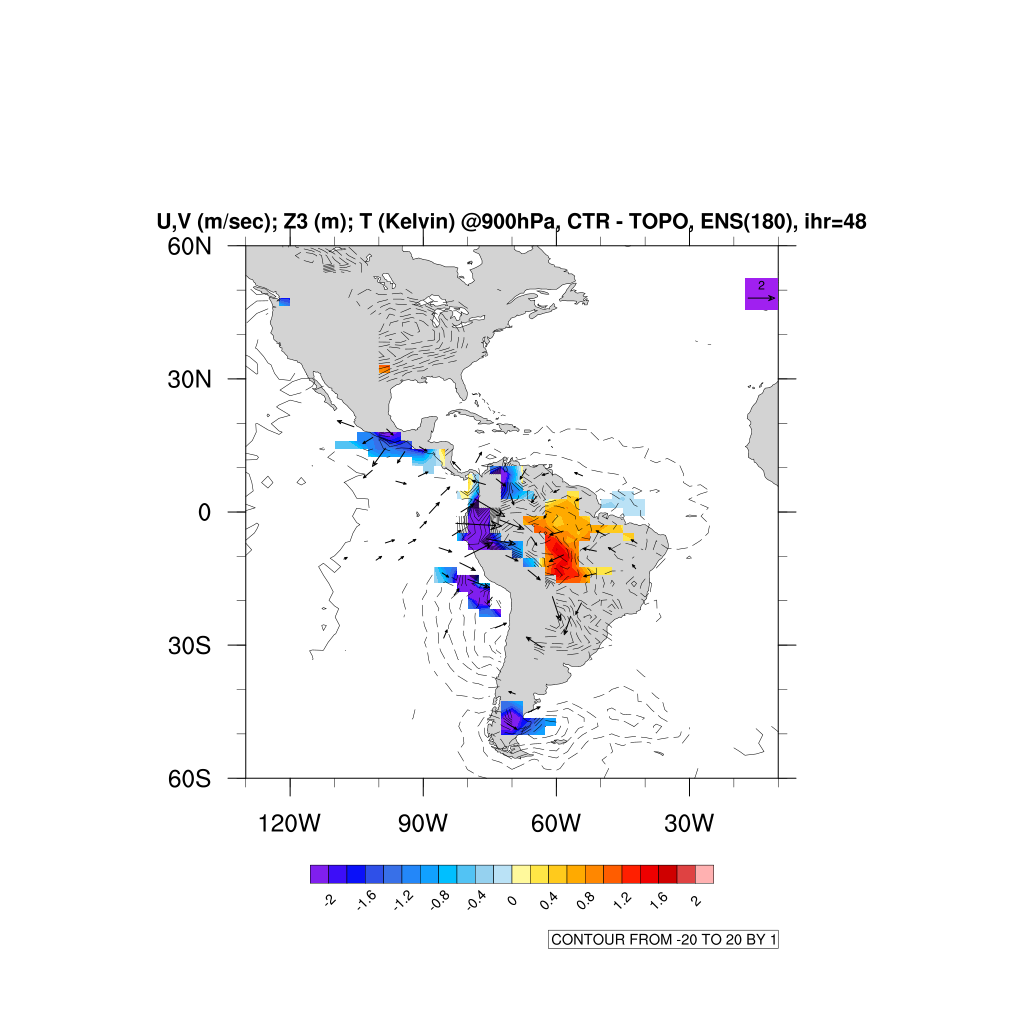 U,V (m/sec); Z3 (m); T (Kelvin) @900hPa, CTR - TOPO, ENS(180), ihr=48
60N
2
30N
0
30S
60S
120W 90W 60W 30W
-2 -1.6 -1.2 -0.8 -0.4 0 0.4 0.8 1.2 1.6 2
CONTOUR FROM -20 TO 20 BY 1